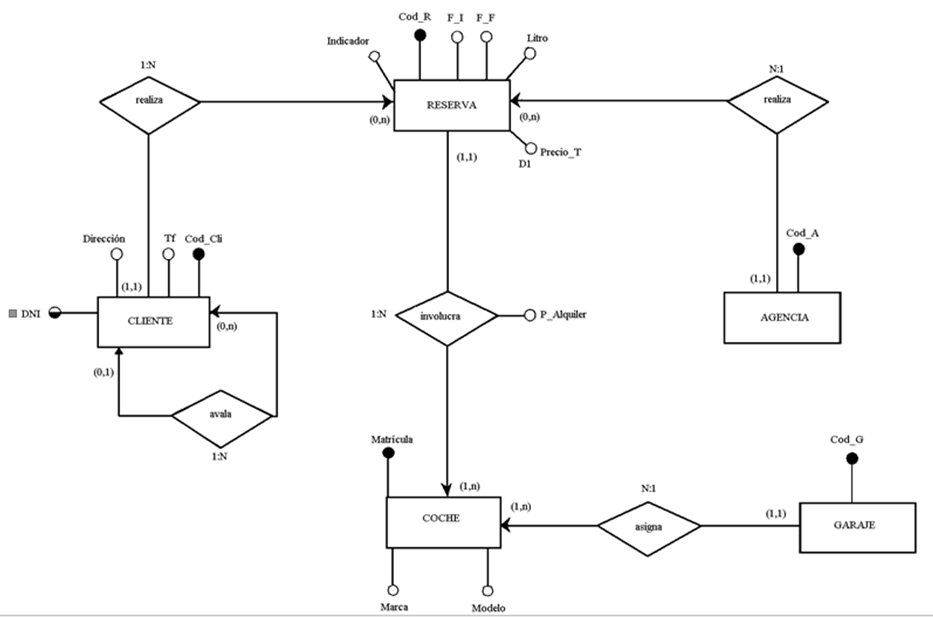 Cod_R
F_I
F_F
Indicador
Litro
1:N
N:1
realiza
RESERVA
realiza
(0,n)
(0,n)
(1,1)
Precio_T
D1
Dirección
Tf
Cod_Cli
Cod_A
(1,1)
(1,1)
DNI
CLIENTE
(0,n)
1:N
involucra
P_Alquiler
AGENCIA
(0,1)
avala
1:N
Matrícula
Cod_G
(1,n)
(1,n)
N:1
(1,1)
COCHE
asigna
GARAJE
Marca
Modelo